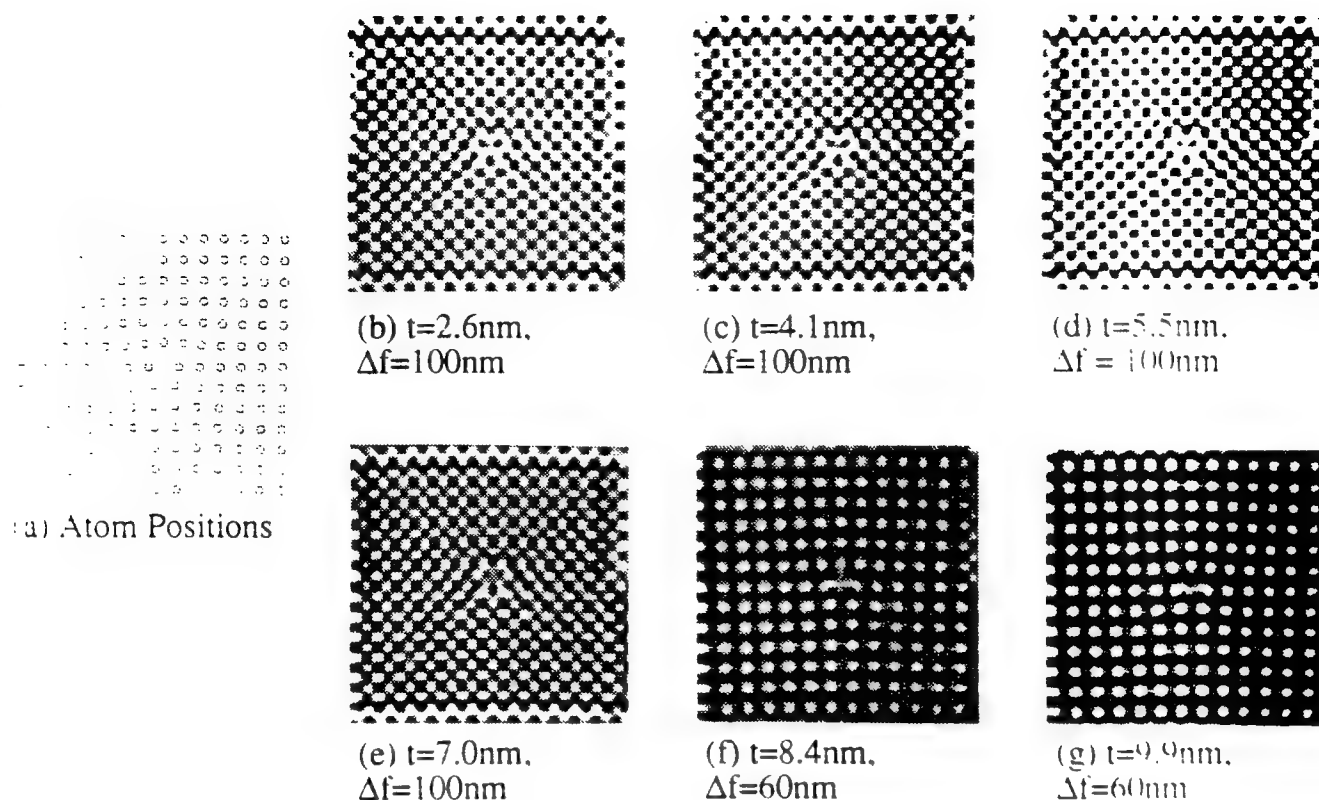 (b) t=2.6nm,
Δf=100nm
(c) t=4.1nm,
Δf=100nm
(d) t=5.5nm,
Δf = 100nm
(a) Atom Positions
(e) t=7.0nm,
Δf=100nm
(f) t=8.4nm,
Δf=60nm
(g) t=9.9nm,
Δf=60nm